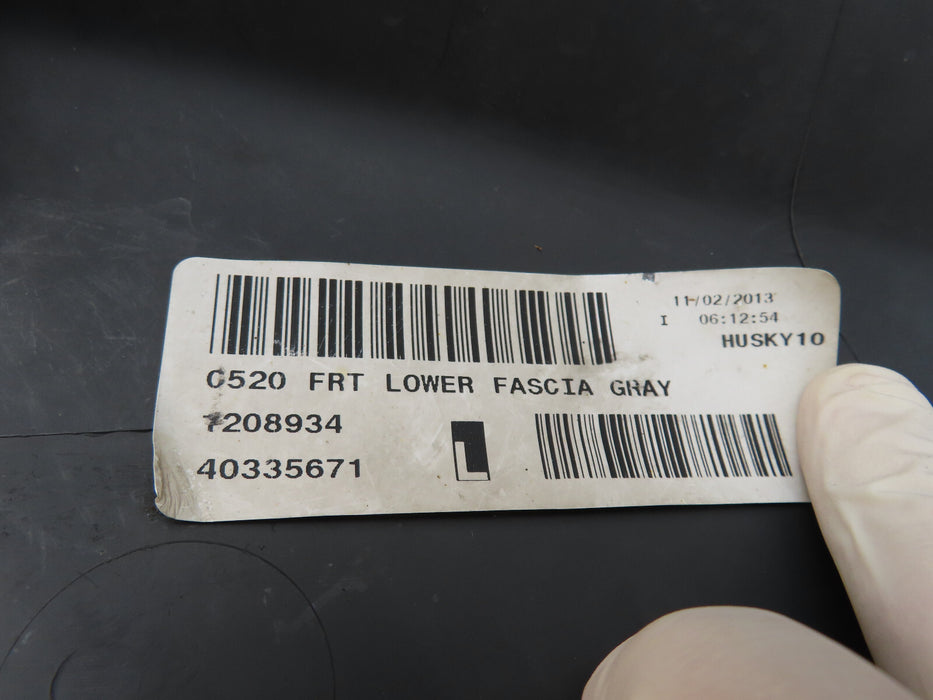 11/02/2013
I 06:12:54
HUSKY10
C520 FRT LOWER FASCIA GRAY
7208934
40335671